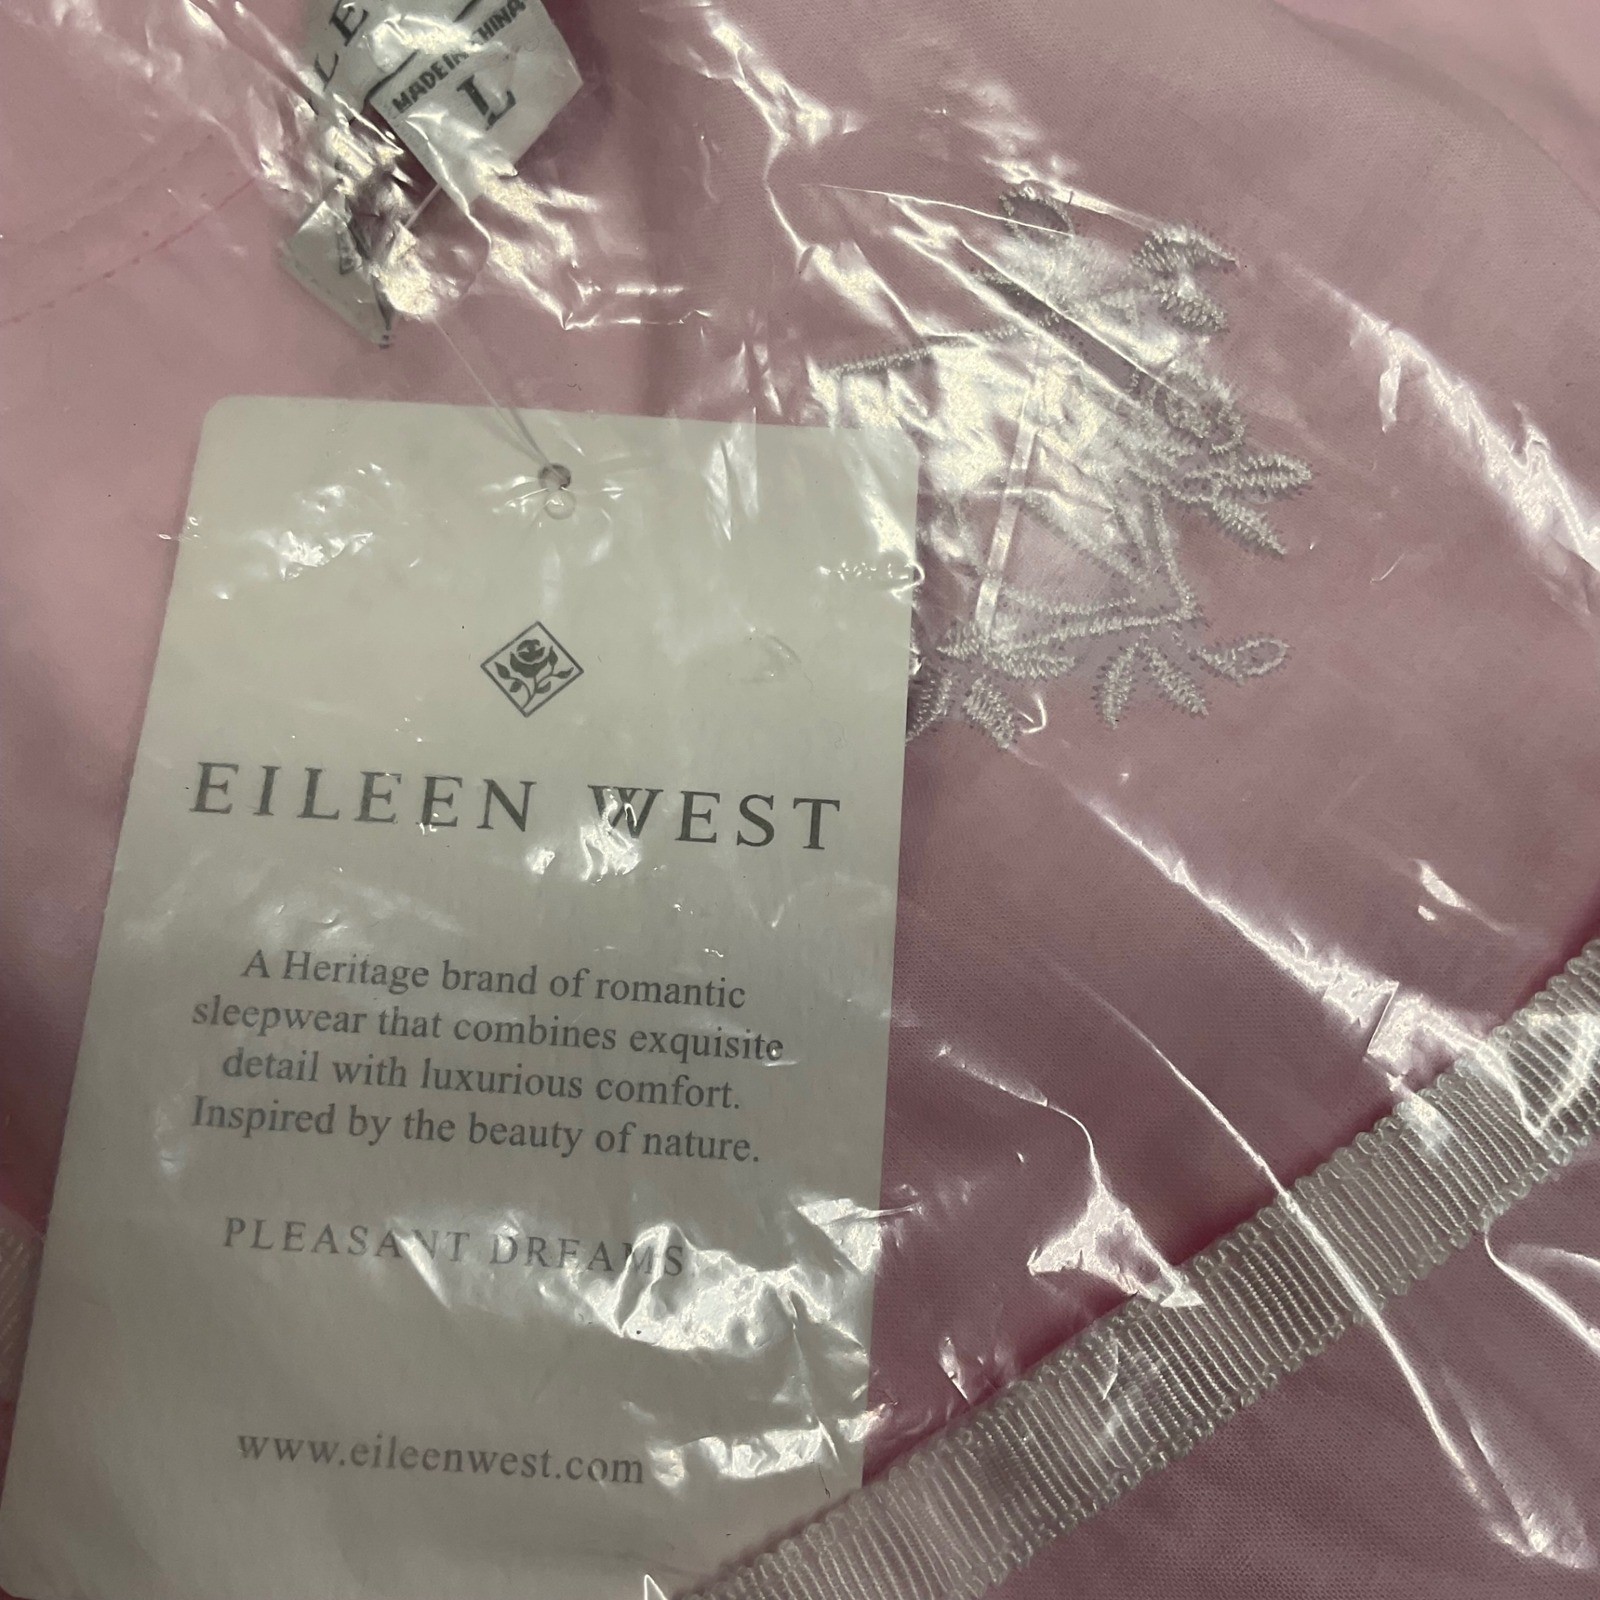 LE
MADE IN CHINA
L
EILEEN WEST
A Heritage brand of romantic
sleepwear that combines exquisite
detail with luxurious comfort.
Inspired by the beauty of nature.
PLEASANT DREAMS
www.eileenwest.com